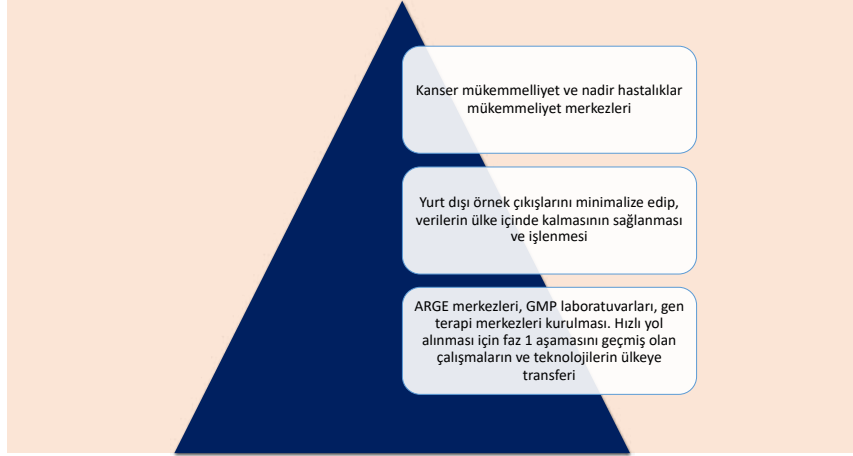 Kanser mükemmelliyet ve nadir hastalıklar
mükemmeliyet merkezleri
Yurt dışı örnek çıkışlarını minimalize edip,
verilerin ülke içinde kalmasının sağlanması
ve işlenmesi
ARGE merkezleri, GMP laboratuvarları, gen
terapi merkezleri kurulması. Hızlı yol
alınması için faz 1 aşamasını geçmiş olan
çalışmaların ve teknolojilerin ülkeye
transferi